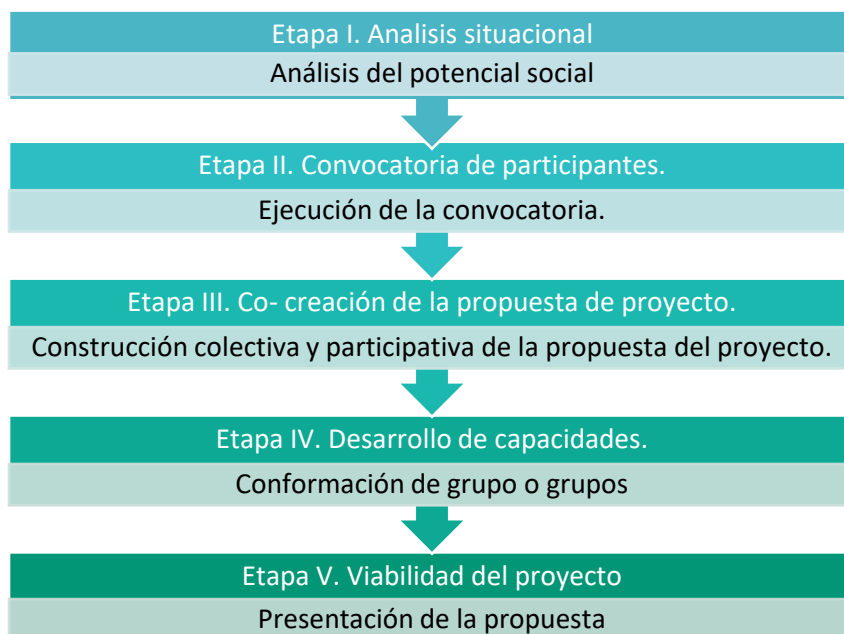 Etapa I. Analisis situacional
Análisis del potencial social
Etapa II. Convocatoria de participantes.
Ejecución de la convocatoria.
Etapa III. Co- creación de la propuesta de proyecto.
Construcción colectiva y participativa de la propuesta del proyecto.
Etapa IV. Desarrollo de capacidades.
Conformación de grupo o grupos
Etapa V. Viabilidad del proyecto
Presentación de la propuesta